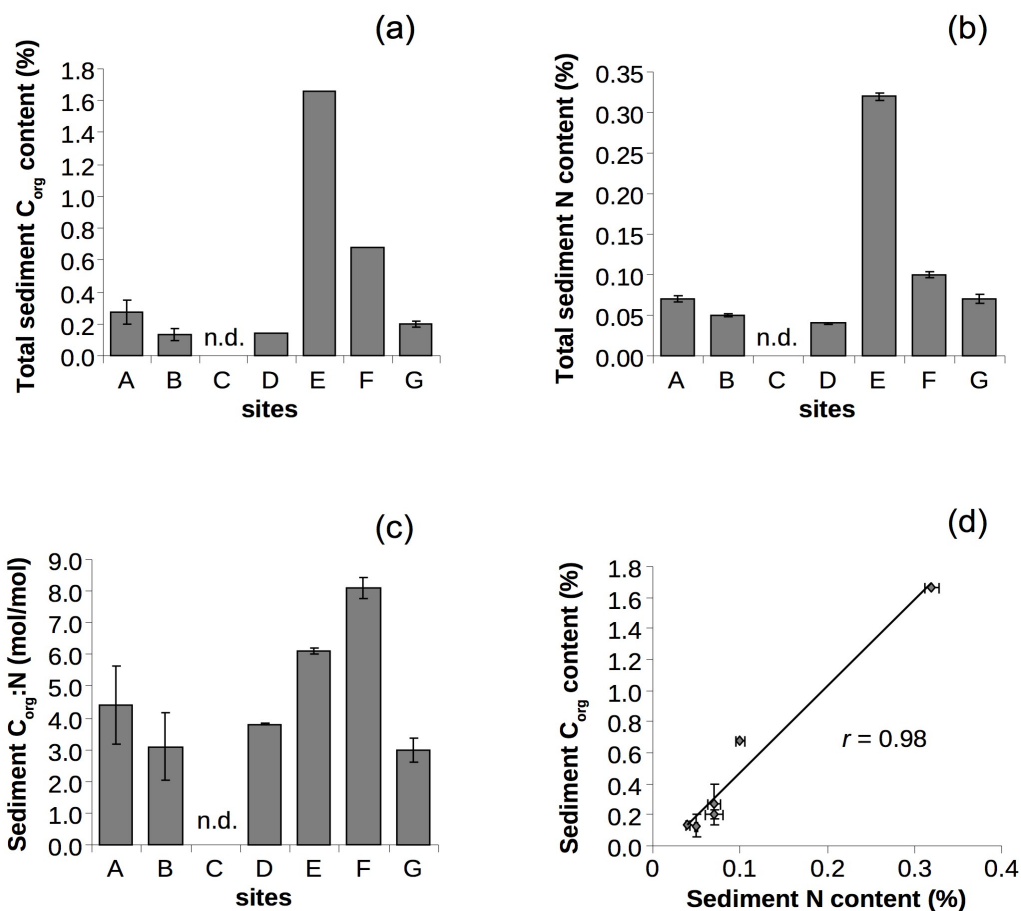 (a)
Total sediment Corg content (%)
1.8
1.6
1.4
1.2
1.0
0.8
0.6
0.4
0.2
0.0
n.d.
A B C D E F G
sites
(b)
Total sediment N content (%)
0.35
0.30
0.25
0.20
0.15
0.10
0.05
0.00
n.d.
A B C D E F G
sites
(c)
Sediment Corg:N (mol/mol)
9.0
8.0
7.0
6.0
5.0
4.0
3.0
2.0
1.0
0.0
n.d.
A B C D E F G
sites
(d)
Sediment Corg content (%)
1.8
1.6
1.4
1.2
1.0
0.8
0.6
0.4
0.2
0.0
r = 0.98
0 0.1 0.2 0.3 0.4
Sediment N content (%)